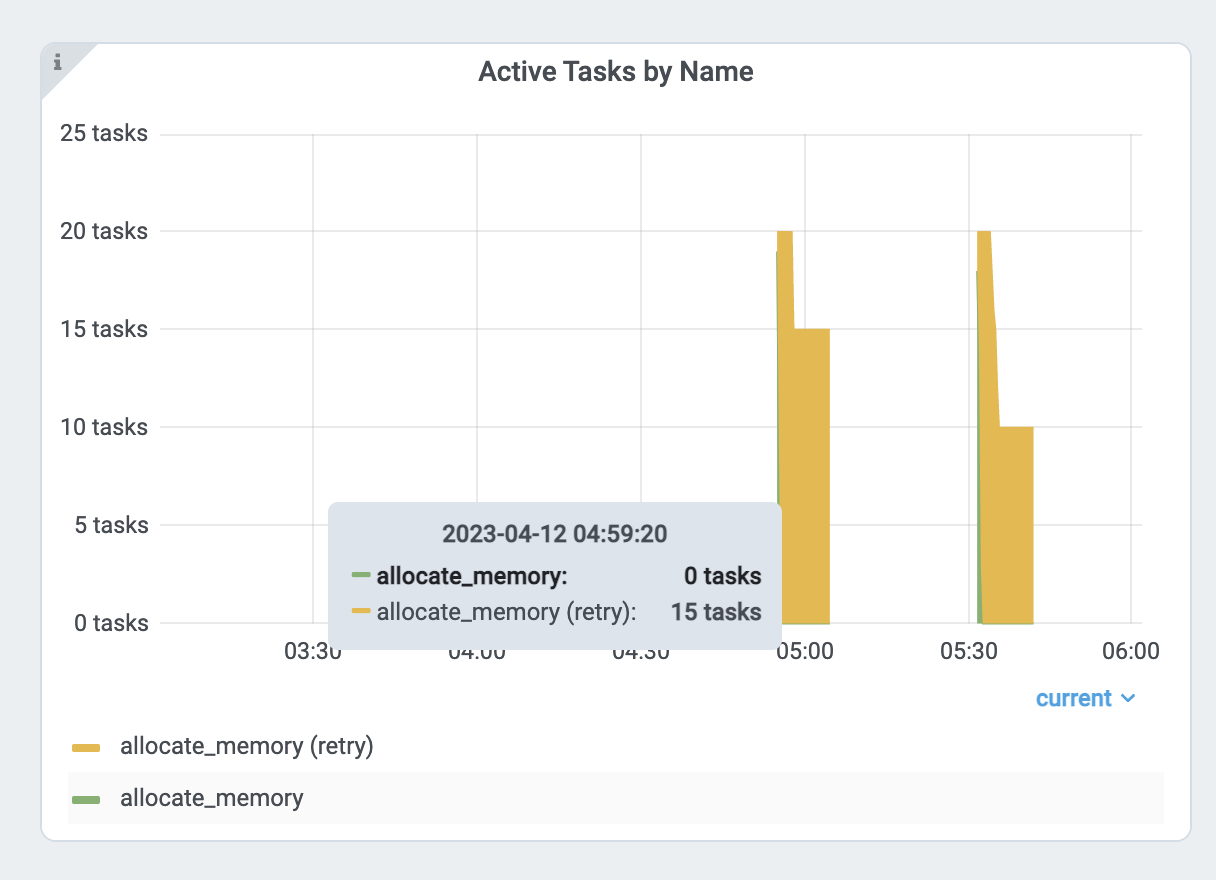 i
Active Tasks by Name
25 tasks
20 tasks
15 tasks
10 tasks
5 tasks
0 tasks
2023-04-12 04:59:20
allocate_memory: 0 tasks
allocate_memory (retry): 15 tasks
03:30 04:00 04:30 05:00 05:30 06:00
current
allocate_memory (retry)
allocate_memory